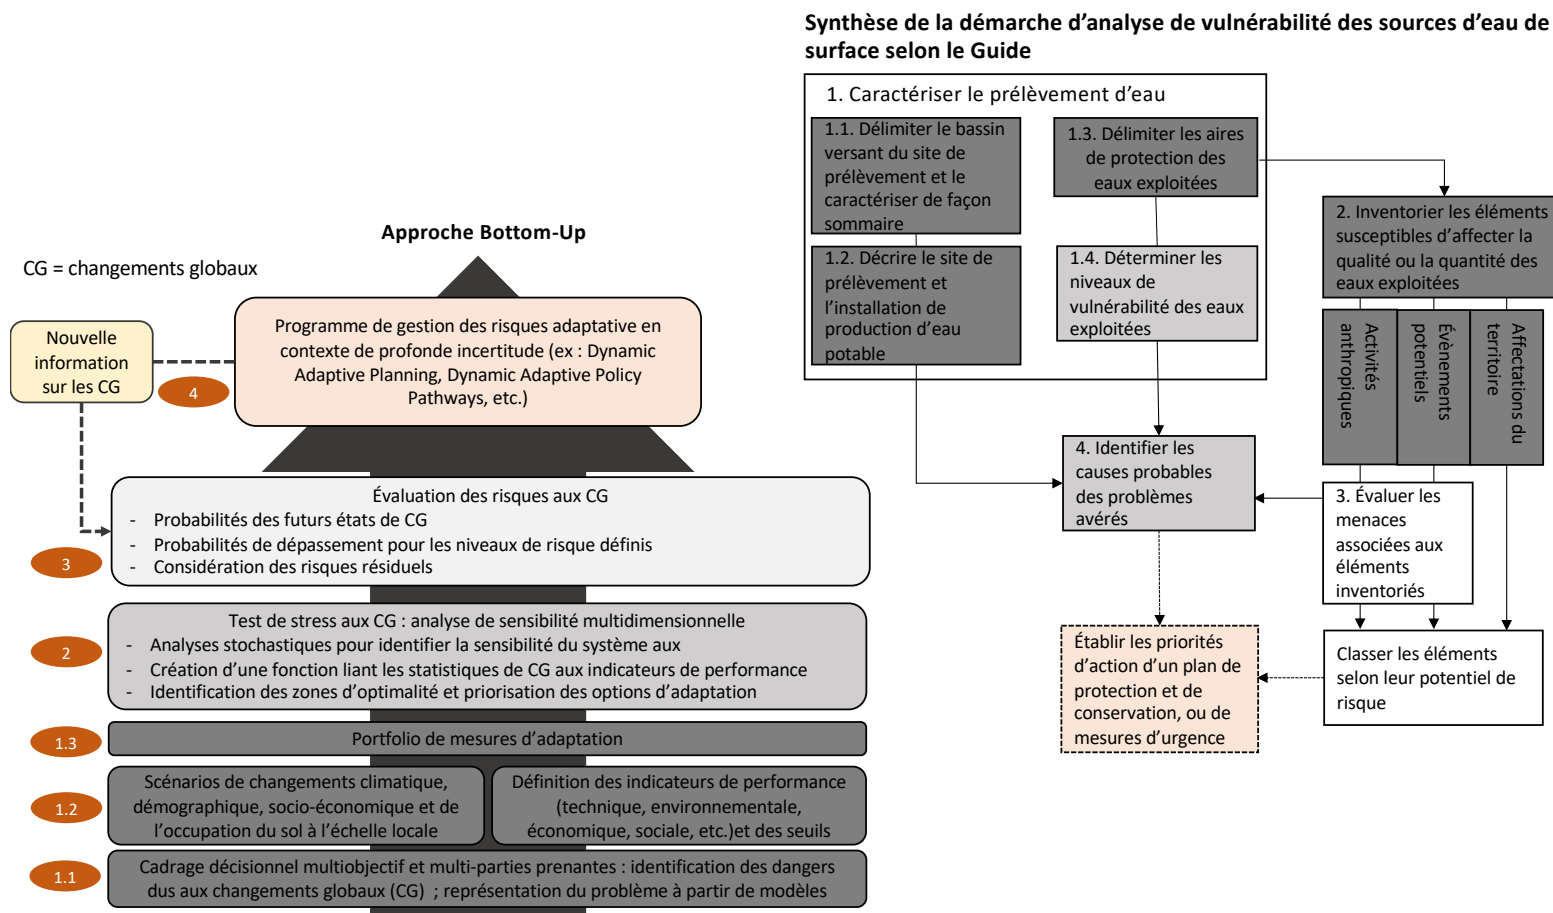 Synthèse de la démarche d'analyse de vulnérabilité des sources d'eau de
surface selon le Guide
Approche Bottom-Up
CG = changements globaux
Nouvelle
information
sur les CG
4
Programme de gestion des risques adaptative en
contexte de profonde incertitude (ex : Dynamic
Adaptive Planning, Dynamic Adaptive Policy
Pathways, etc.)
3
Évaluation des risques aux CG
- Probabilités des futurs états de CG
- Probabilités de dépassement pour les niveaux de risque définis
- Considération des risques résiduels
2
Test de stress aux CG : analyse de sensibilité multidimensionnelle
- Analyses stochastiques pour identifier la sensibilité du système aux
- Création d'une fonction liant les statistiques de CG aux indicateurs de performance
- Identification des zones d'optimalité et priorisation des options d'adaptation
1.3
Portfolio de mesures d'adaptation
1.2
Scénarios de changements climatique,
démographique, socio-économique et de
l'occupation du sol à l'échelle locale
Définition des indicateurs de performance
(technique, environnementale,
économique, sociale, etc.)et des seuils
1.1
Cadrage décisionnel multiobjectif et multi-parties prenantes : identification des dangers
dus aux changements globaux (CG) ; représentation du problème à partir de modèles
1. Caractériser le prélèvement d'eau
1.1. Délimiter le bassin
versant du site de
prélèvement et le
caractériser de façon
sommaire
1.2. Décrire le site de
prélèvement et
l'installation de
production d'eau
potable
1.3. Délimiter les aires
de protection des
eaux exploitées
1.4. Déterminer les
niveaux de
vulnérabilité des eaux
exploitées
2. Inventorier les éléments
susceptibles d'affecter la
qualité ou la quantité des
eaux exploitées
Activités
anthropiques
Évènements
potentiels
Affectations du
territoire
4. Identifier les
causes probables
des problèmes
avérés
3. Évaluer les
menaces
associées aux
éléments
inventoriés
Établir les priorités
d'action d'un plan de
protection et de
conservation, ou de
mesures d'urgence
Classer les éléments
selon leur potentiel de
risque